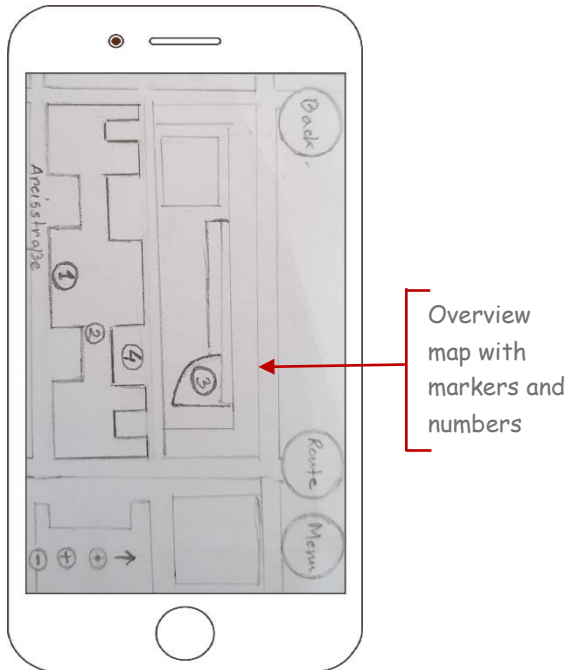 Back
Arcisstraße
1
2
4
3
Route
Menu
Overview
map with
markers and
numbers